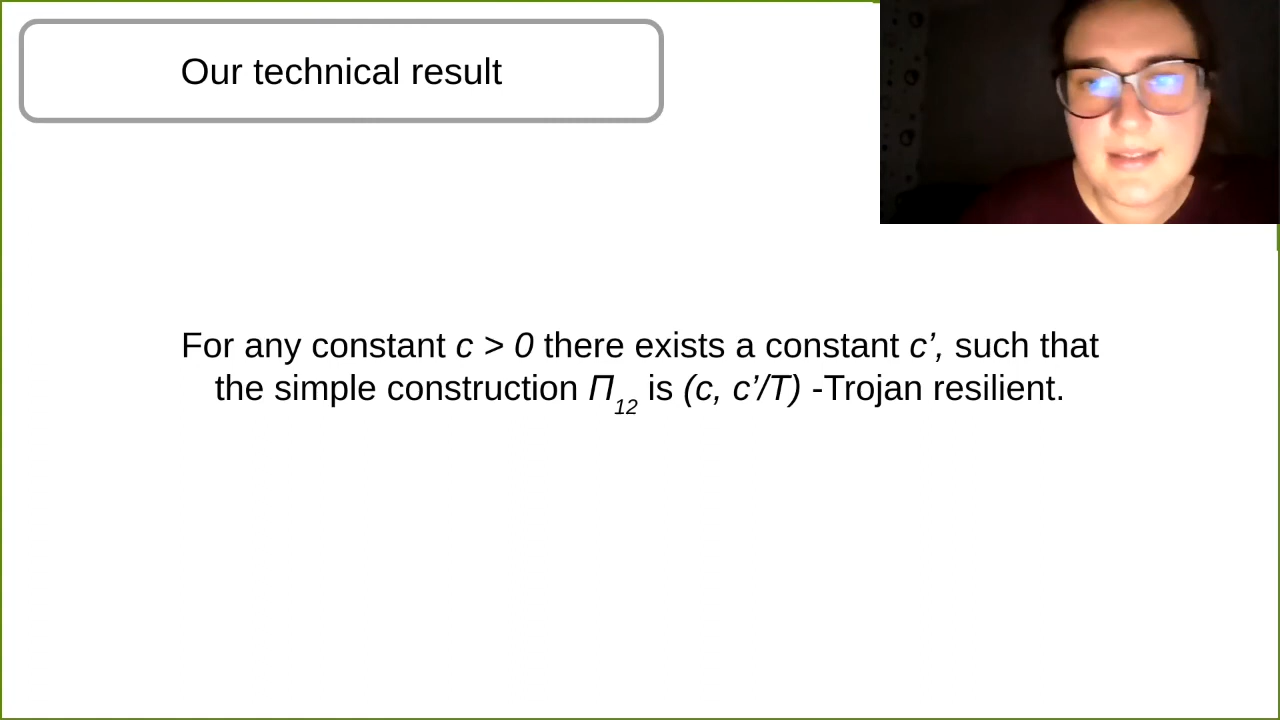 Our technical result
For any constant c > 0 there exists a constant c’, such that
the simple construction Π12 is (c, c’/T) -Trojan resilient.